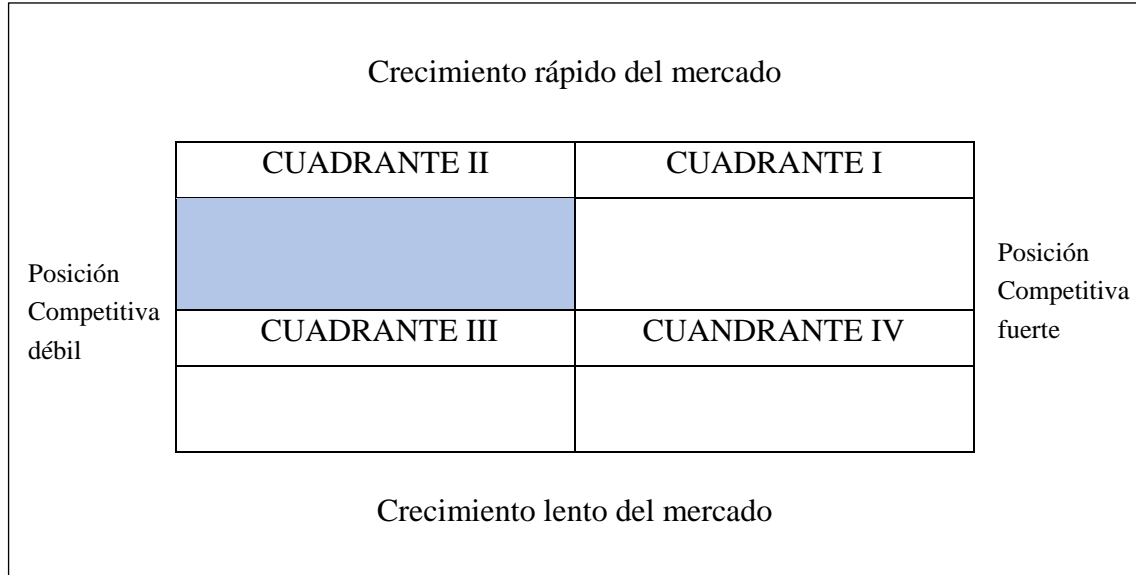 Crecimiento rápido del mercado
CUADRANTE II
CUADRANTE I
Posición
Competitiva
débil
Posición
Competitiva
fuerte
CUADRANTE III
CUANDRANTE IV
Crecimiento lento del mercado